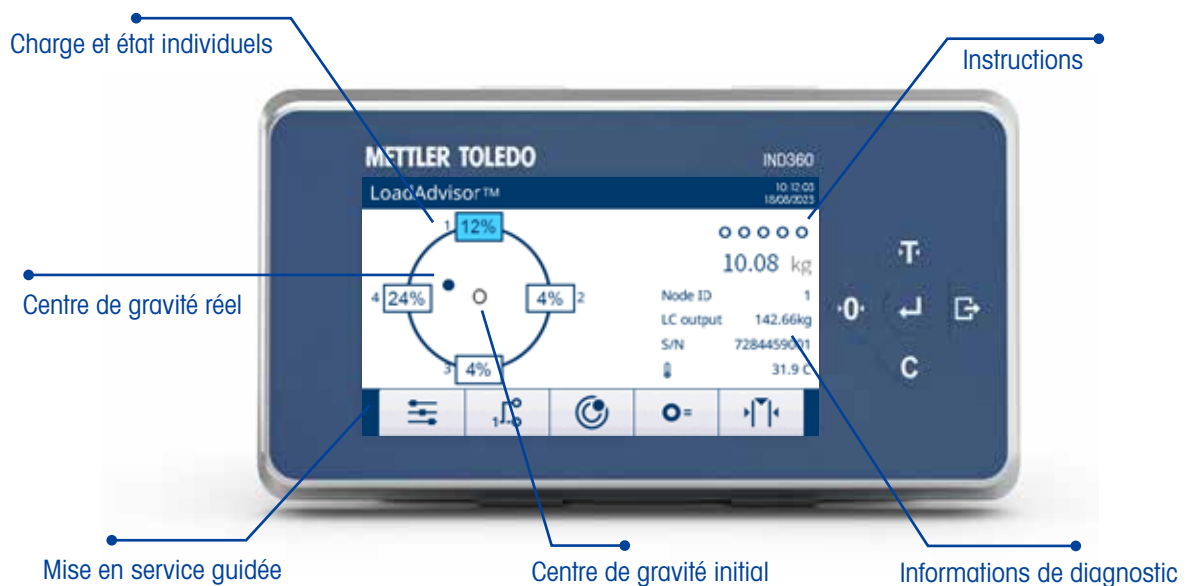 Charge et état individuels
Instructions
METTLER TOLEDO
IND360
LoadAdvisor™
10:12:03
18/08/2023
1 12%
10.08 kg
Centre de gravité réel
4 24%
4% 2
Node ID 1
LC output 142.66kg
S/N 7284459001
3 4%
31.9 C
1
=
T
0
C
Mise en service guidée
Centre de gravité initial
Informations de diagnostic